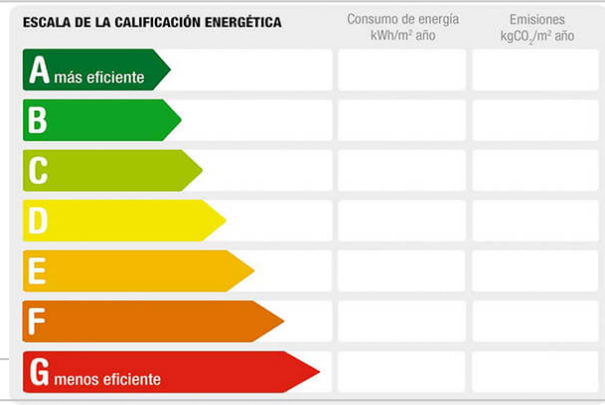 ESCALA DE LA CALIFICACIÓN ENERGÉTICA
Consumo de energía
kWh/m² año
Emisiones
kgCO₂/m² año
A más eficiente
B
C
D
E
F
G menos eficiente